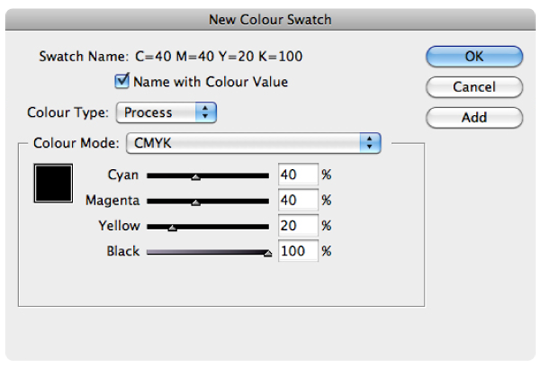 New Colour Swatch
Swatch Name: C=40 M=40 Y=20 K=100
OK
Name with Colour Value
Cancel
Colour Type: Process
Add
Colour Mode: CMYK
Cyan 40 %
Magenta 40 %
Yellow 20 %
Black 100 %